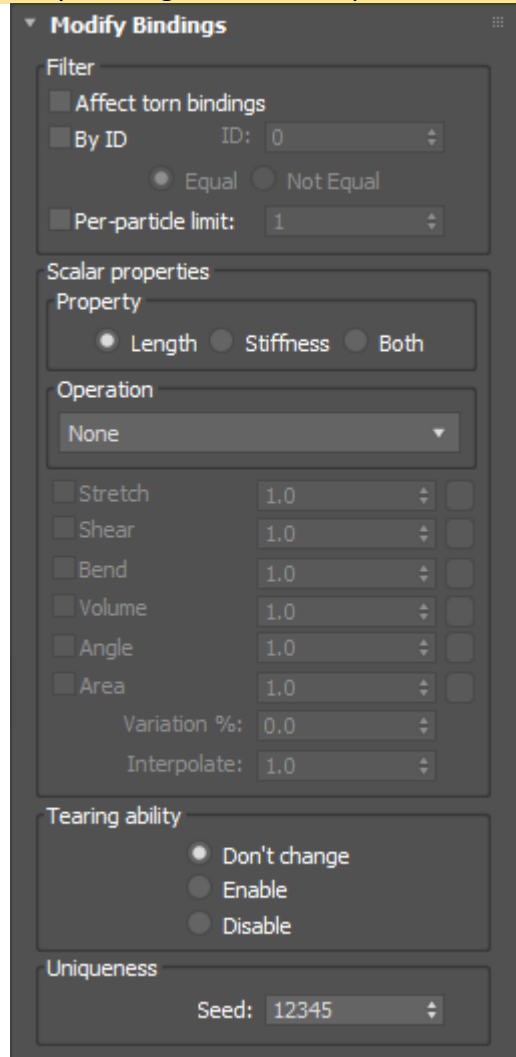 Modify Bindings
Filter
Affect torn bindings
By ID ID: 0
Equal Not Equal
Per-particle limit: 1
Scalar properties
Property
Length Stiffness Both
Operation
None
Stretch 1.0
Shear 1.0
Bend 1.0
Volume 1.0
Angle 1.0
Area 1.0
Variation %: 0.0
Interpolate: 1.0
Tearing ability
Don't change
Enable
Disable
Uniqueness
Seed: 12345